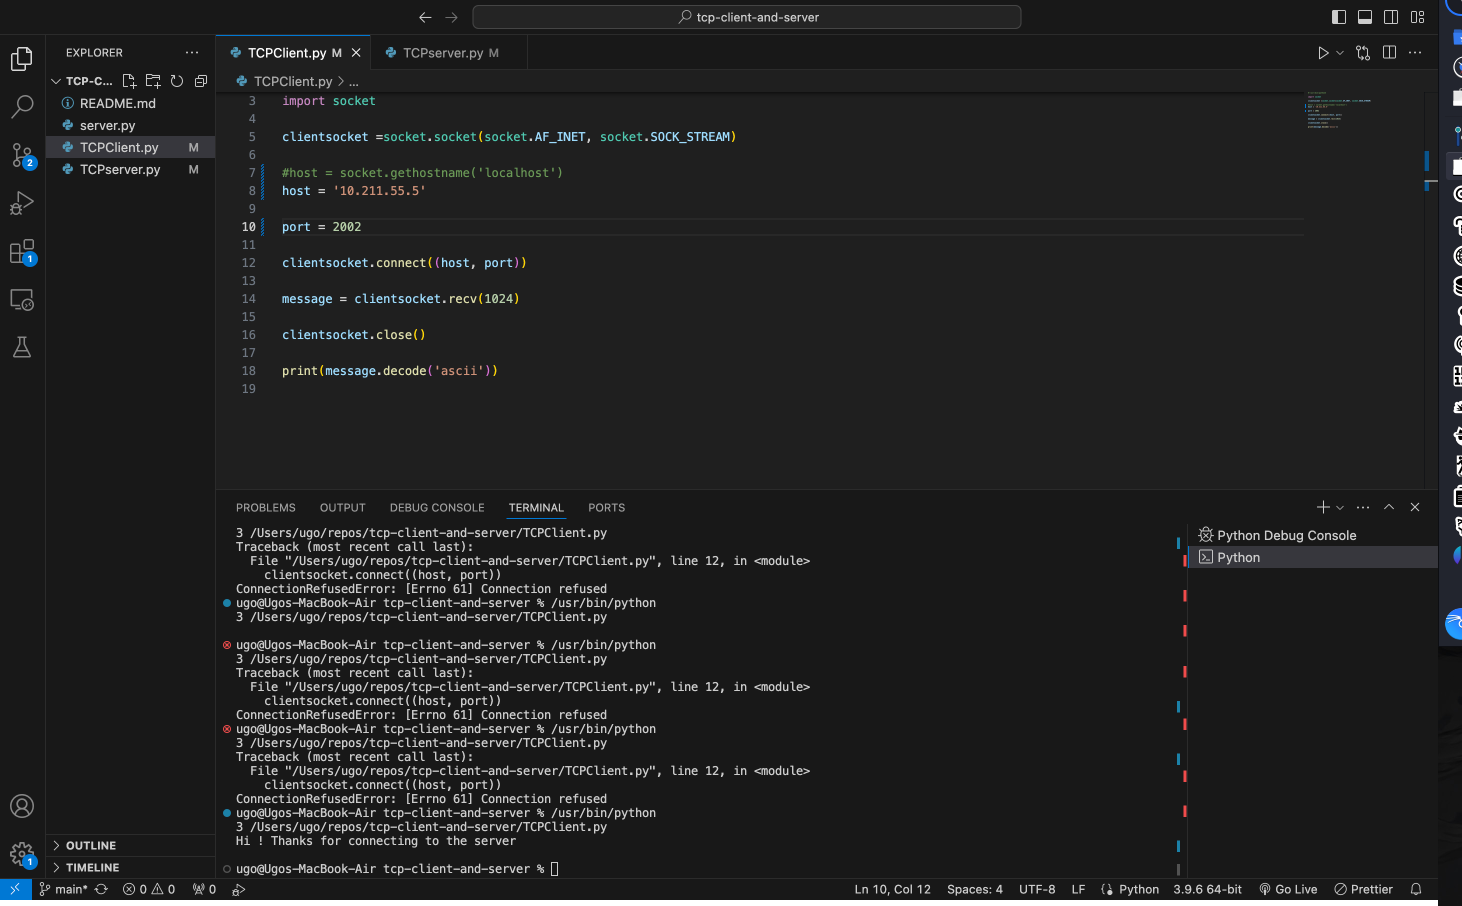 tcp-client-and-server
EXPLORER
TCP-C...
README.md
server.py
TCPClient.py M
TCPserver.py M
OUTLINE
TIMELINE
TCPClient.py M
TCPserver.py M
TCPClient.py > ...
3 import socket
4
5 clientsocket =socket.socket(socket.AF_INET, socket.SOCK_STREAM)
6
7 #host = socket.gethostname('localhost')
8 host = '10.211.55.5'
9
10 port = 2002
11
12 clientsocket.connect((host, port))
13
14 message = clientsocket.recv(1024)
15
16 clientsocket.close()
17
18 print(message.decode('ascii'))
19
PROBLEMS OUTPUT DEBUG CONSOLE TERMINAL PORTS
3 /Users/ugo/repos/tcp-client-and-server/TCPClient.py
Traceback (most recent call last):
File "/Users/ugo/repos/tcp-client-and-server/TCPClient.py", line 12, in <module>
clientsocket.connect((host, port))
ConnectionRefusedError: [Errno 61] Connection refused
ugo@Ugos-MacBook-Air tcp-client-and-server % /usr/bin/python
3 /Users/ugo/repos/tcp-client-and-server/TCPClient.py
ugo@Ugos-MacBook-Air tcp-client-and-server % /usr/bin/python
3 /Users/ugo/repos/tcp-client-and-server/TCPClient.py
Traceback (most recent call last):
File "/Users/ugo/repos/tcp-client-and-server/TCPClient.py", line 12, in <module>
clientsocket.connect((host, port))
ConnectionRefusedError: [Errno 61] Connection refused
ugo@Ugos-MacBook-Air tcp-client-and-server % /usr/bin/python
3 /Users/ugo/repos/tcp-client-and-server/TCPClient.py
Traceback (most recent call last):
File "/Users/ugo/repos/tcp-client-and-server/TCPClient.py", line 12, in <module>
clientsocket.connect((host, port))
ConnectionRefusedError: [Errno 61] Connection refused
ugo@Ugos-MacBook-Air tcp-client-and-server % /usr/bin/python
3 /Users/ugo/repos/tcp-client-and-server/TCPClient.py
Hi ! Thanks for connecting to the server
ugo@Ugos-MacBook-Air tcp-client-and-server %
Python Debug Console
Python
2
1
1
main* 0 0 0 Ln 10, Col 12 Spaces: 4 UTF-8 LF Python 3.9.6 64-bit Go Live Prettier